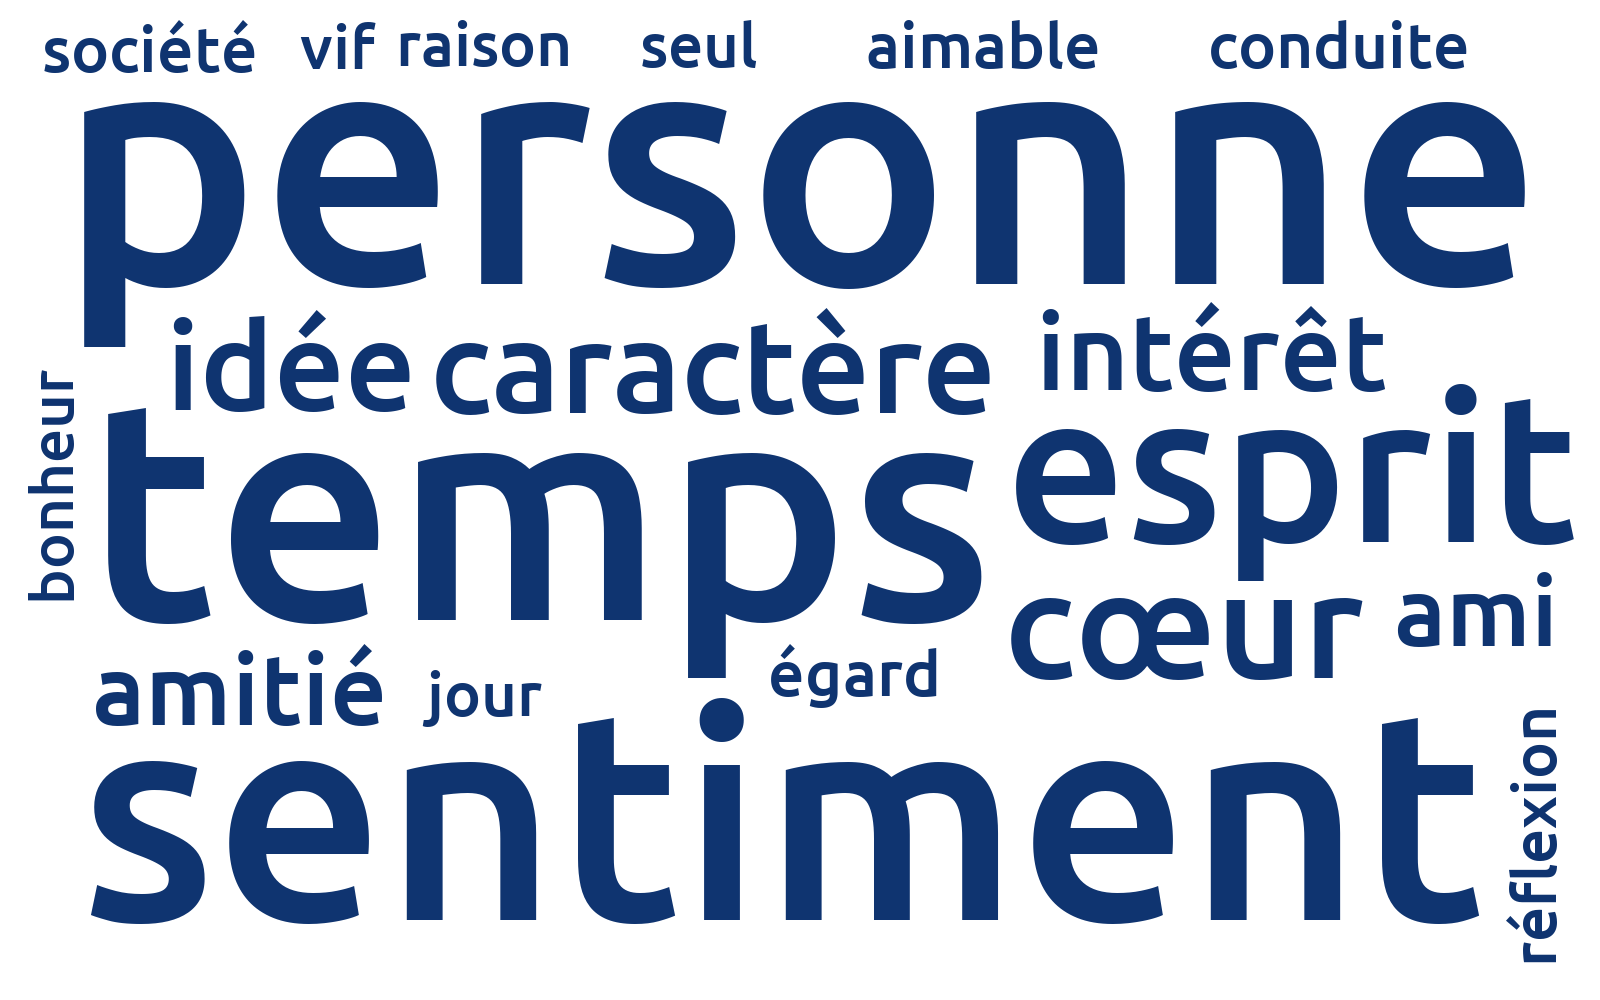 société vif raison seul aimable conduite
personne
idée caractère intérêt
bonheur
temps esprit
cœur ami
amitié jour égard
sentiment
réflexion